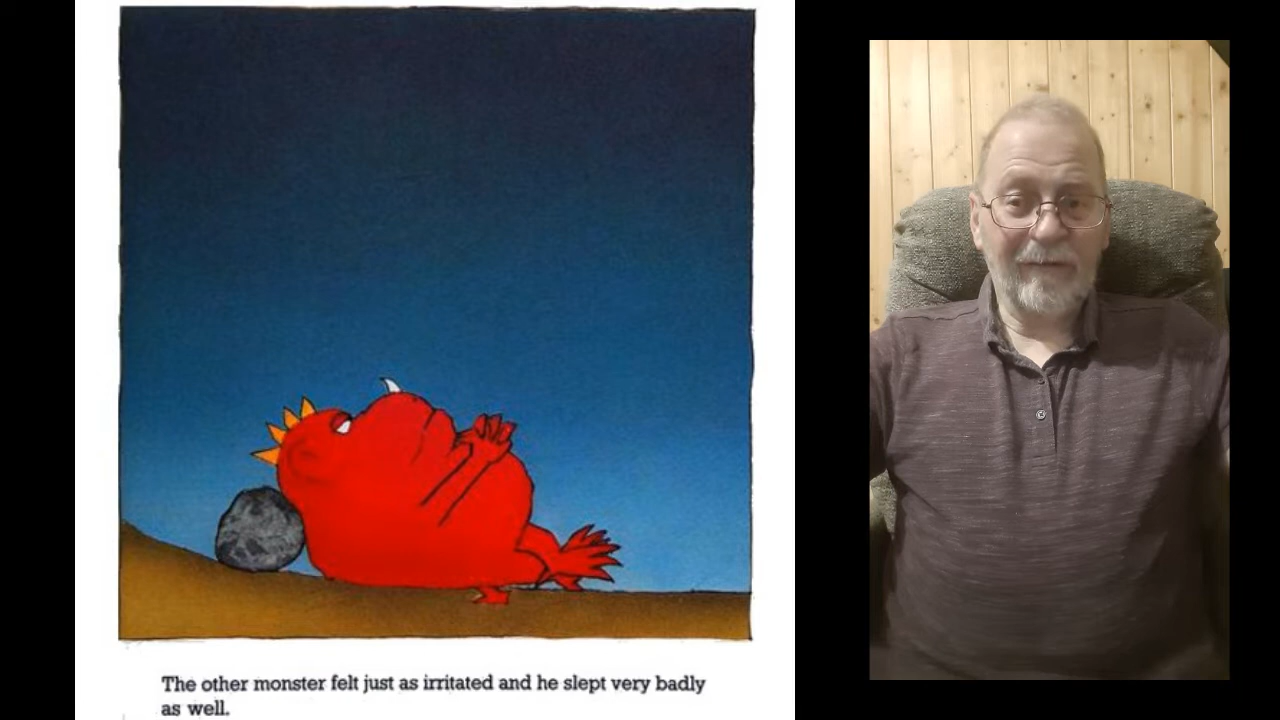 The other monster felt just as irritated and he slept very badly
as well.